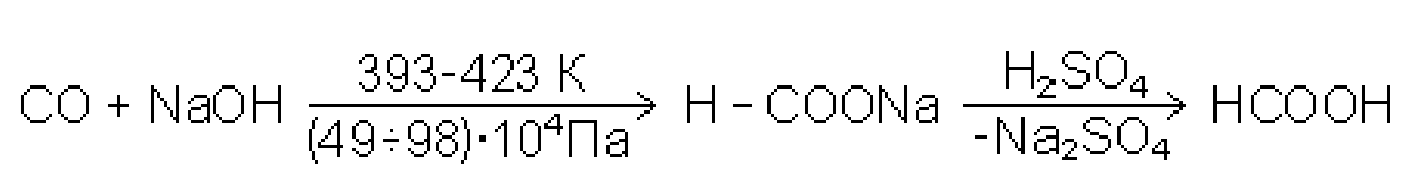 CO + NaOH 393-423 К (49÷98)·10⁴Па H – COONa H₂SO₄ -Na₂SO₄ HCOOH